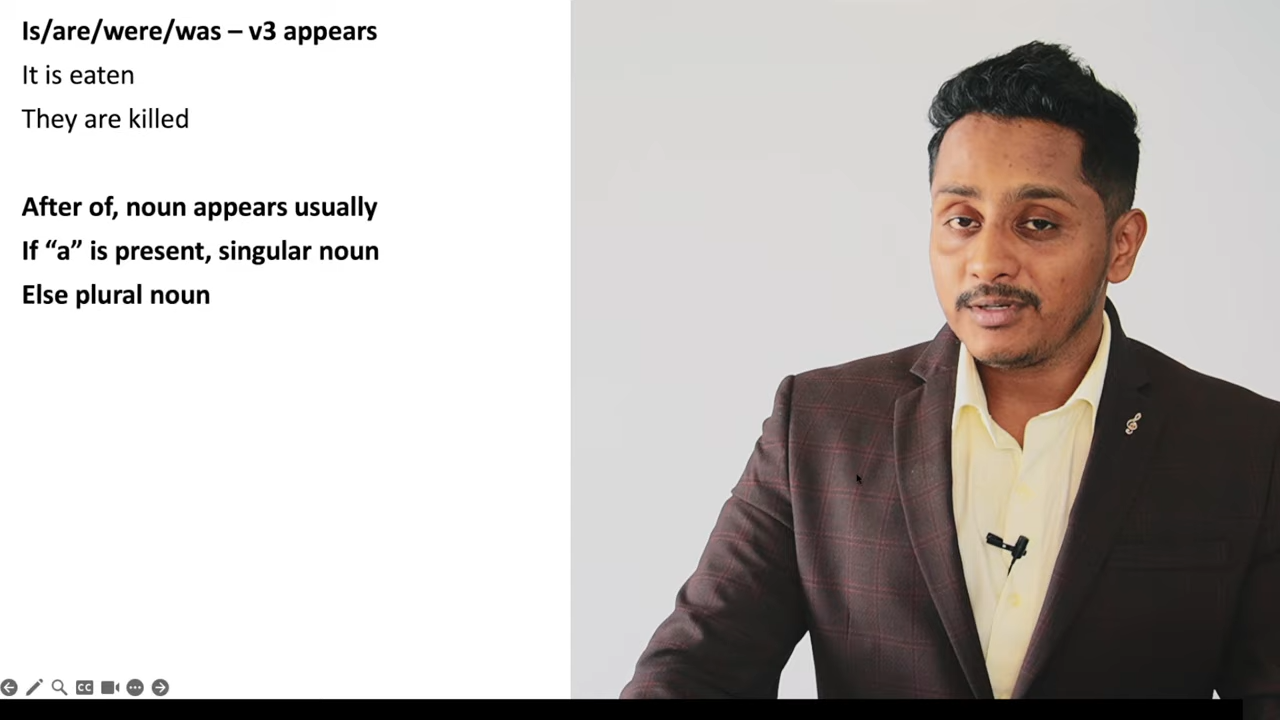 Is/are/were/was – v3 appears
It is eaten
They are killed
After of, noun appears usually
If “a” is present, singular noun
Else plural noun
CC